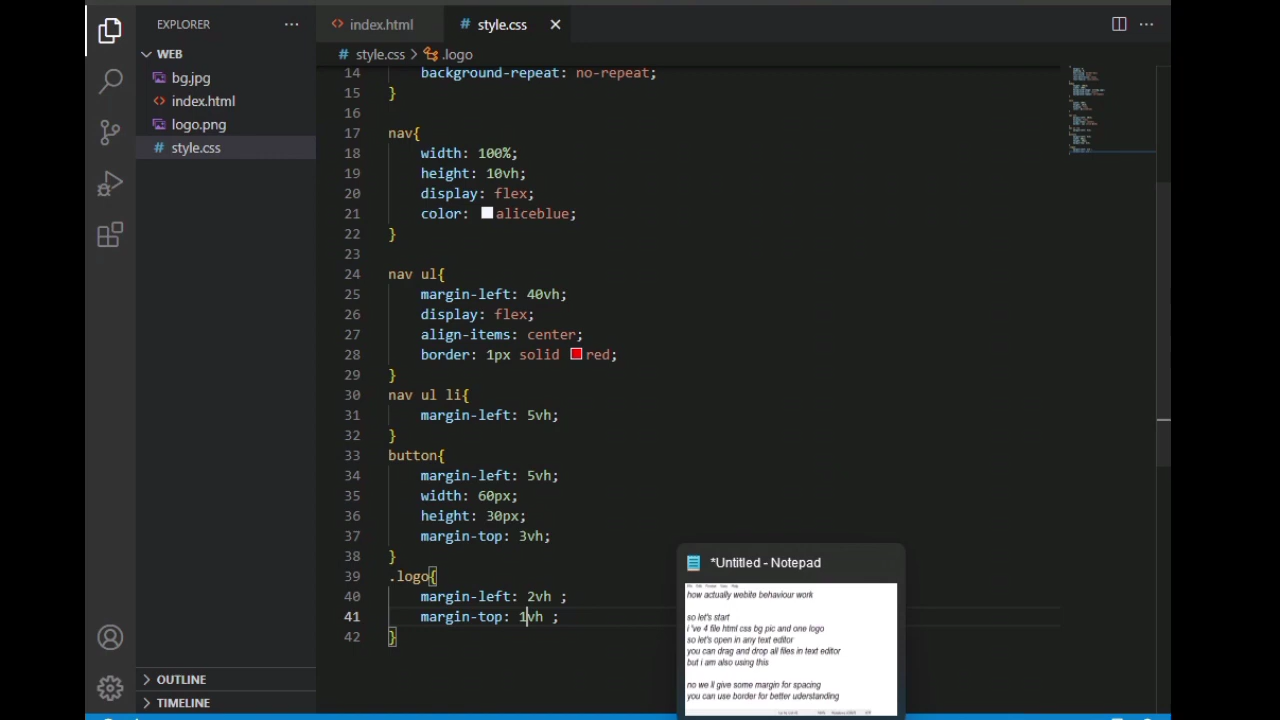 EXPLORER
WEB
bg.jpg
index.html
logo.png
style.css
OUTLINE
TIMELINE
index.html
style.css
style.css > .logo
14 background-repeat: no-repeat;
15 }
16
17 nav{
18 width: 100%;
19 height: 10vh;
20 display: flex;
21 color: aliceblue;
22 }
23
24 nav ul{
25 margin-left: 40vh;
26 display: flex;
27 align-items: center;
28 border: 1px solid red;
29 }
30 nav ul li{
31 margin-left: 5vh;
32 }
33 button{
34 margin-left: 5vh;
35 width: 60px;
36 height: 30px;
37 margin-top: 3vh;
38 }
39 .logo{
40 margin-left: 2vh ;
41 margin-top: 1vh ;
42 }
*Untitled - Notepad
how actually webite behaviour work
so let's start
i 've 4 file html css bg pic and one logo
so let's open in any text editor
you can drag and drop all files in text editor
but i am also using this
no we ll give some margin for spacing
you can use border for better uderstanding